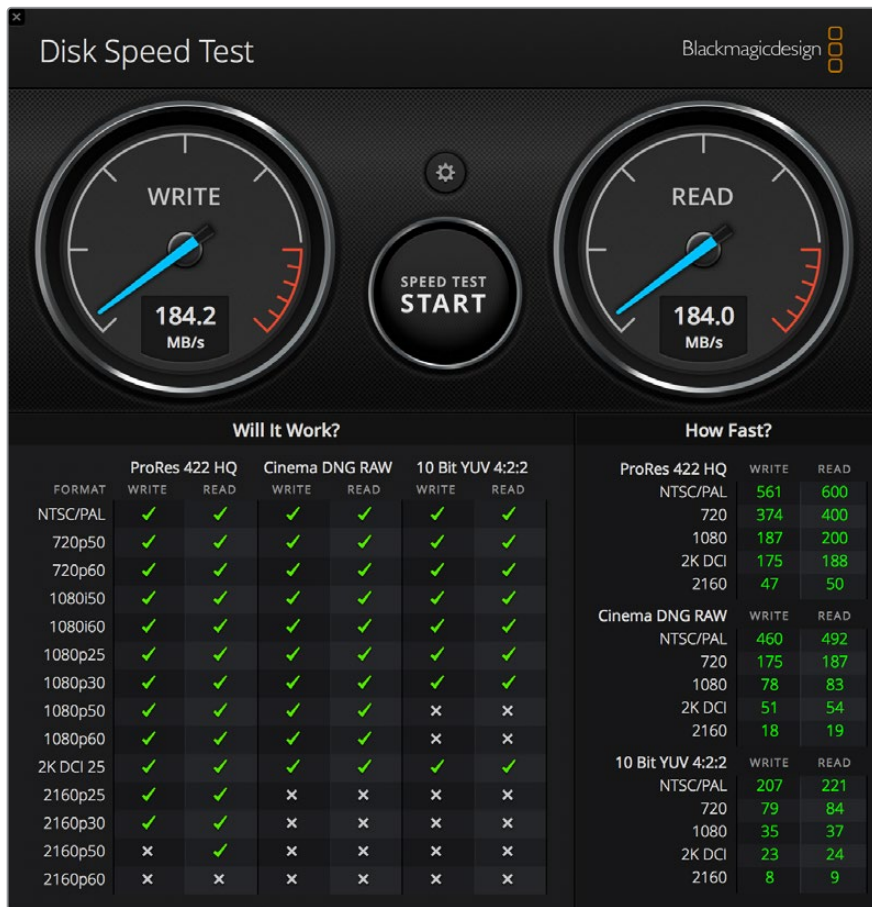 Disk Speed Test
Blackmagicdesign
WRITE
184.2
MB/s
SPEED TEST
START
READ
184.0
MB/s
Will It Work?
ProRes 422 HQ Cinema DNG RAW 10 Bit YUV 4:2:2
FORMAT WRITE READ WRITE READ WRITE READ
NTSC/PAL ✓ ✓ ✓ ✓ ✓ ✓
720p50 ✓ ✓ ✓ ✓ ✓ ✓
720p60 ✓ ✓ ✓ ✓ ✓ ✓
1080i50 ✓ ✓ ✓ ✓ ✓ ✓
1080i60 ✓ ✓ ✓ ✓ ✓ ✓
1080p25 ✓ ✓ ✓ ✓ ✓ ✓
1080p30 ✓ ✓ ✓ ✓ ✓ ✓
1080p50 ✓ ✓ ✓ ✓ × ×
1080p60 ✓ ✓ ✓ ✓ × ×
2K DCI 25 ✓ ✓ ✓ ✓ ✓ ✓
2160p25 ✓ ✓ × × × ×
2160p30 ✓ ✓ × × × ×
2160p50 × ✓ × × × ×
2160p60 × × × × × ×
How Fast?
ProRes 422 HQ WRITE READ
NTSC/PAL 561 600
720 374 400
1080 187 200
2K DCI 175 188
2160 47 50
Cinema DNG RAW WRITE READ
NTSC/PAL 460 492
720 175 187
1080 78 83
2K DCI 51 54
2160 18 19
10 Bit YUV 4:2:2 WRITE READ
NTSC/PAL 207 221
720 79 84
1080 35 37
2K DCI 23 24
2160 8 9